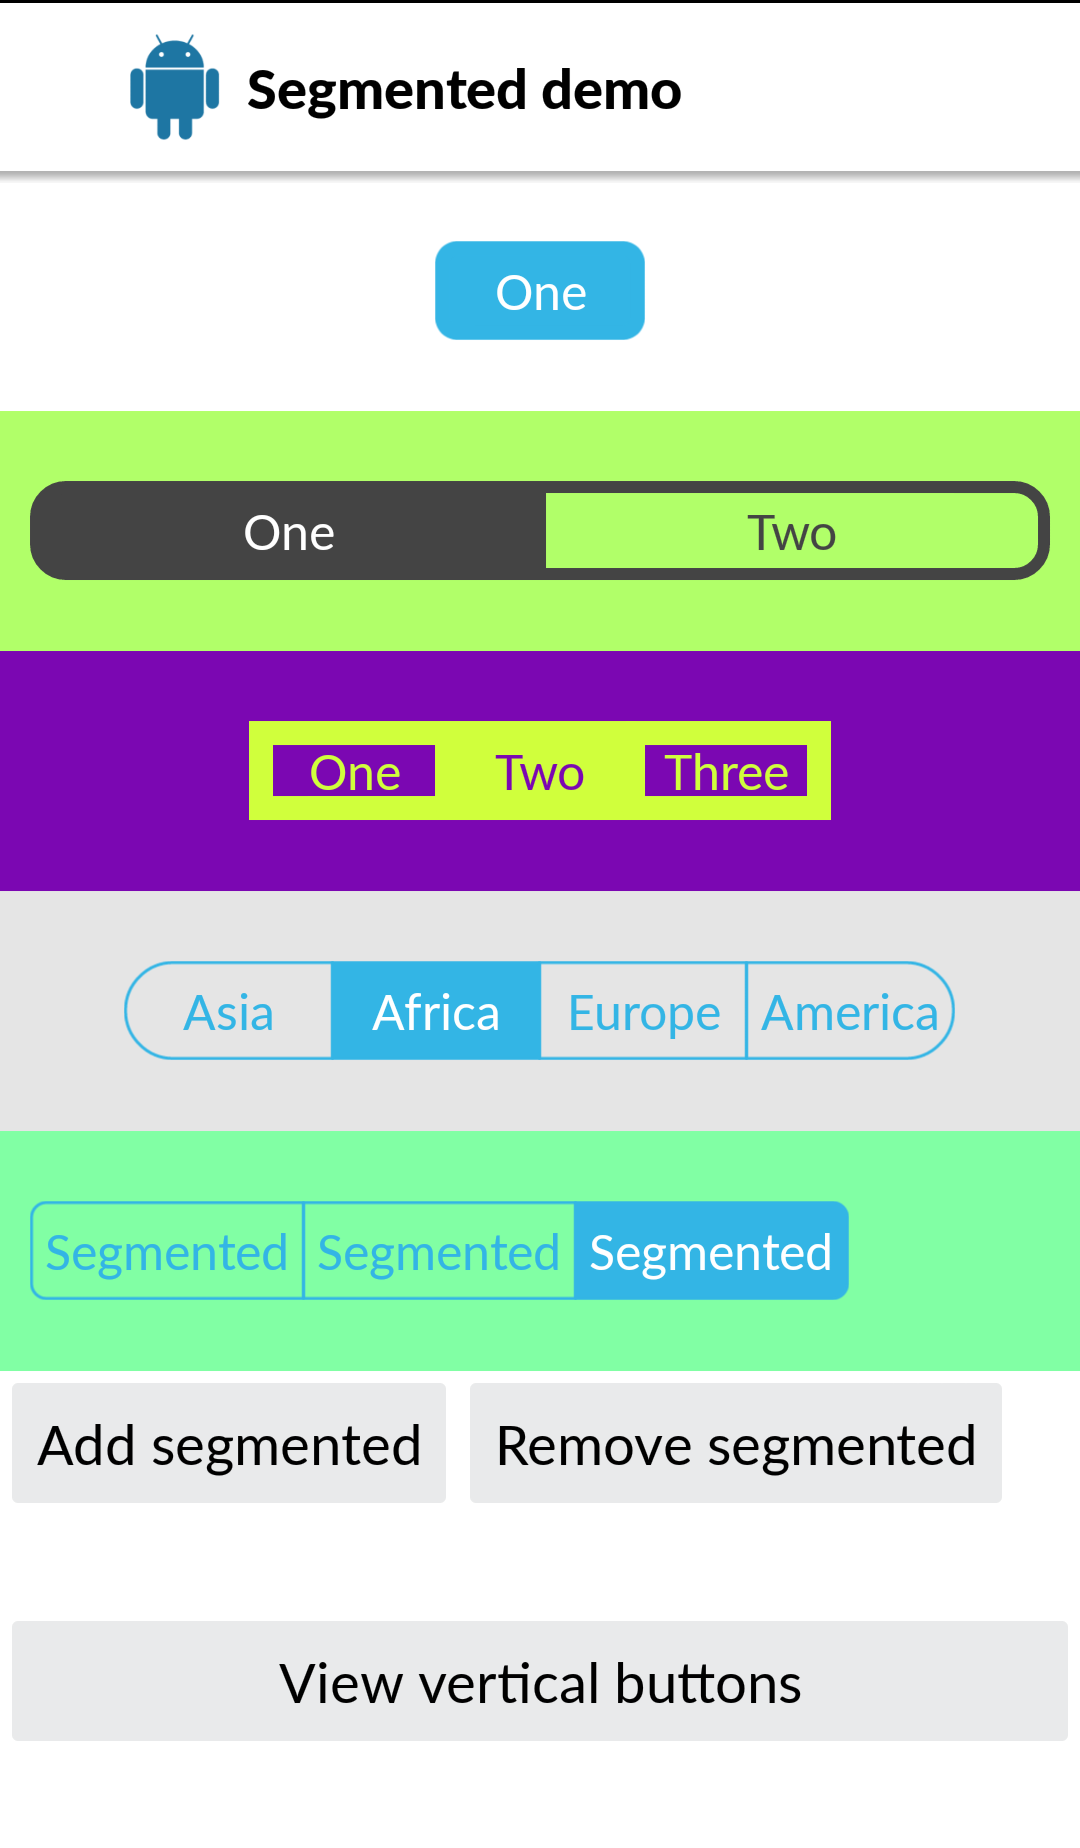 Segmented demo
One
One Two
One Two Three
Asia Africa Europe America
Segmented Segmented Segmented
Add segmented Remove segmented
View vertical buttons